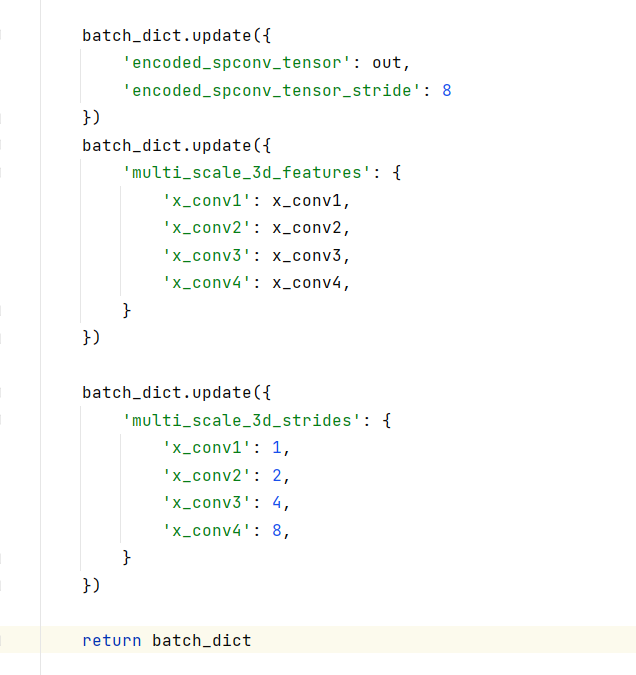 batch_dict.update({
    'encoded_spconv_tensor': out,
    'encoded_spconv_tensor_stride': 8
})
batch_dict.update({
    'multi_scale_3d_features': {
        'x_conv1': x_conv1,
        'x_conv2': x_conv2,
        'x_conv3': x_conv3,
        'x_conv4': x_conv4,
    }
})
batch_dict.update({
    'multi_scale_3d_strides': {
        'x_conv1': 1,
        'x_conv2': 2,
        'x_conv3': 4,
        'x_conv4': 8,
    }
})
return batch_dict